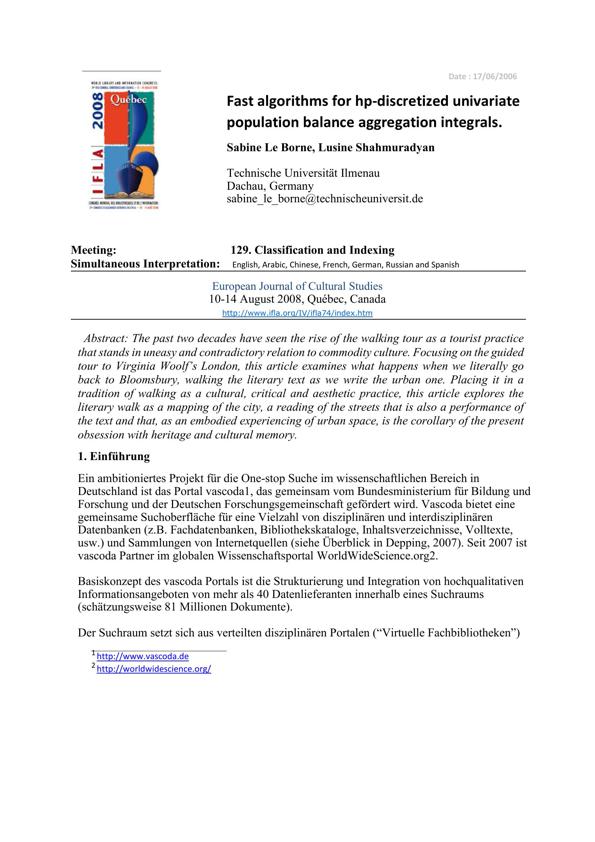 Date : 17/06/2006
WORLD LIBRARY AND INFORMATION CONGRESS:
2008
Québec
IFLA
Fast algorithms for hp-discretized univariate
population balance aggregation integrals.
Sabine Le Borne, Lusine Shahmuradyan
Technische Universität Ilmenau
Dachau, Germany
sabine_le_borne@technischeuniversit.de
Meeting: 129. Classification and Indexing
Simultaneous Interpretation: English, Arabic, Chinese, French, German, Russian and Spanish
European Journal of Cultural Studies
10-14 August 2008, Québec, Canada
http://www.ifla.org/IV/ifla74/index.htm
Abstract: The past two decades have seen the rise of the walking tour as a tourist practice
that stands in uneasy and contradictory relation to commodity culture. Focusing on the guided
tour to Virginia Woolf's London, this article examines what happens when we literally go
back to Bloomsbury, walking the literary text as we write the urban one. Placing it in a
tradition of walking as a cultural, critical and aesthetic practice, this article explores the
literary walk as a mapping of the city, a reading of the streets that is also a performance of
the text and that, as an embodied experiencing of urban space, is the corollary of the present
obsession with heritage and cultural memory.
1. Einführung
Ein ambitioniertes Projekt für die One-stop Suche im wissenschaftlichen Bereich in
Deutschland ist das Portal vascoda1, das gemeinsam vom Bundesministerium für Bildung und
Forschung und der Deutschen Forschungsgemeinschaft gefördert wird. Vascoda bietet eine
gemeinsame Suchoberfläche für eine Vielzahl von disziplinären und interdisziplinären
Datenbanken (z.B. Fachdatenbanken, Bibliothekskataloge, Inhaltsverzeichnisse, Volltexte,
usw.) und Sammlungen von Internetquellen (siehe Überblick in Depping, 2007). Seit 2007 ist
vascoda Partner im globalen Wissenschaftsportal WorldWideScience.org2.
Basiskonzept des vascoda Portals ist die Strukturierung und Integration von hochqualitativen
Informationsangeboten von mehr als 40 Datenlieferanten innerhalb eines Suchraums
(schätzungsweise 81 Millionen Dokumente).
Der Suchraum setzt sich aus verteilten disziplinären Portalen (“Virtuelle Fachbibliotheken”)
1 http://www.vascoda.de
2 http://worldwidescience.org/